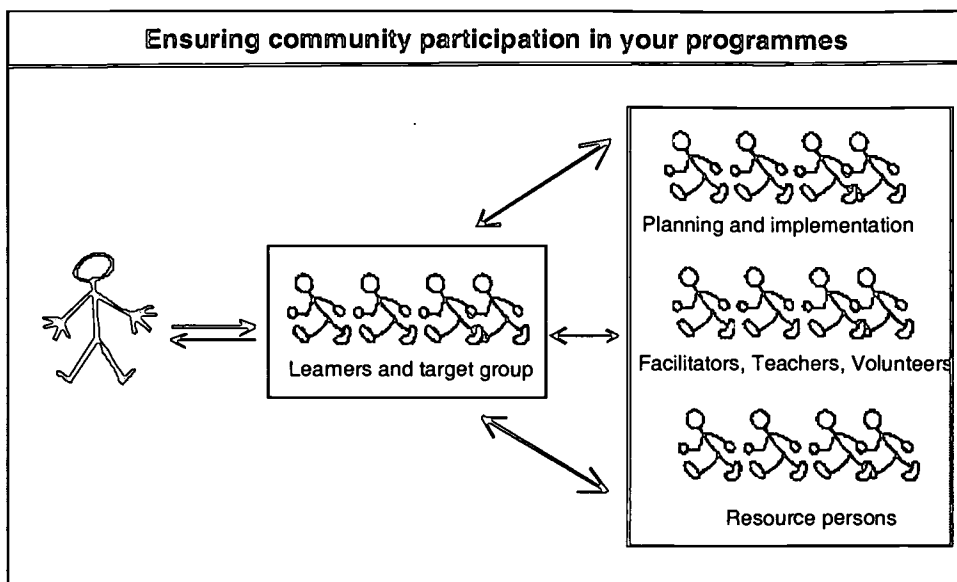 Ensuring community participation in your programmes
Planning and implementation
Learners and target group
Facilitators, Teachers, Volunteers
Resource persons